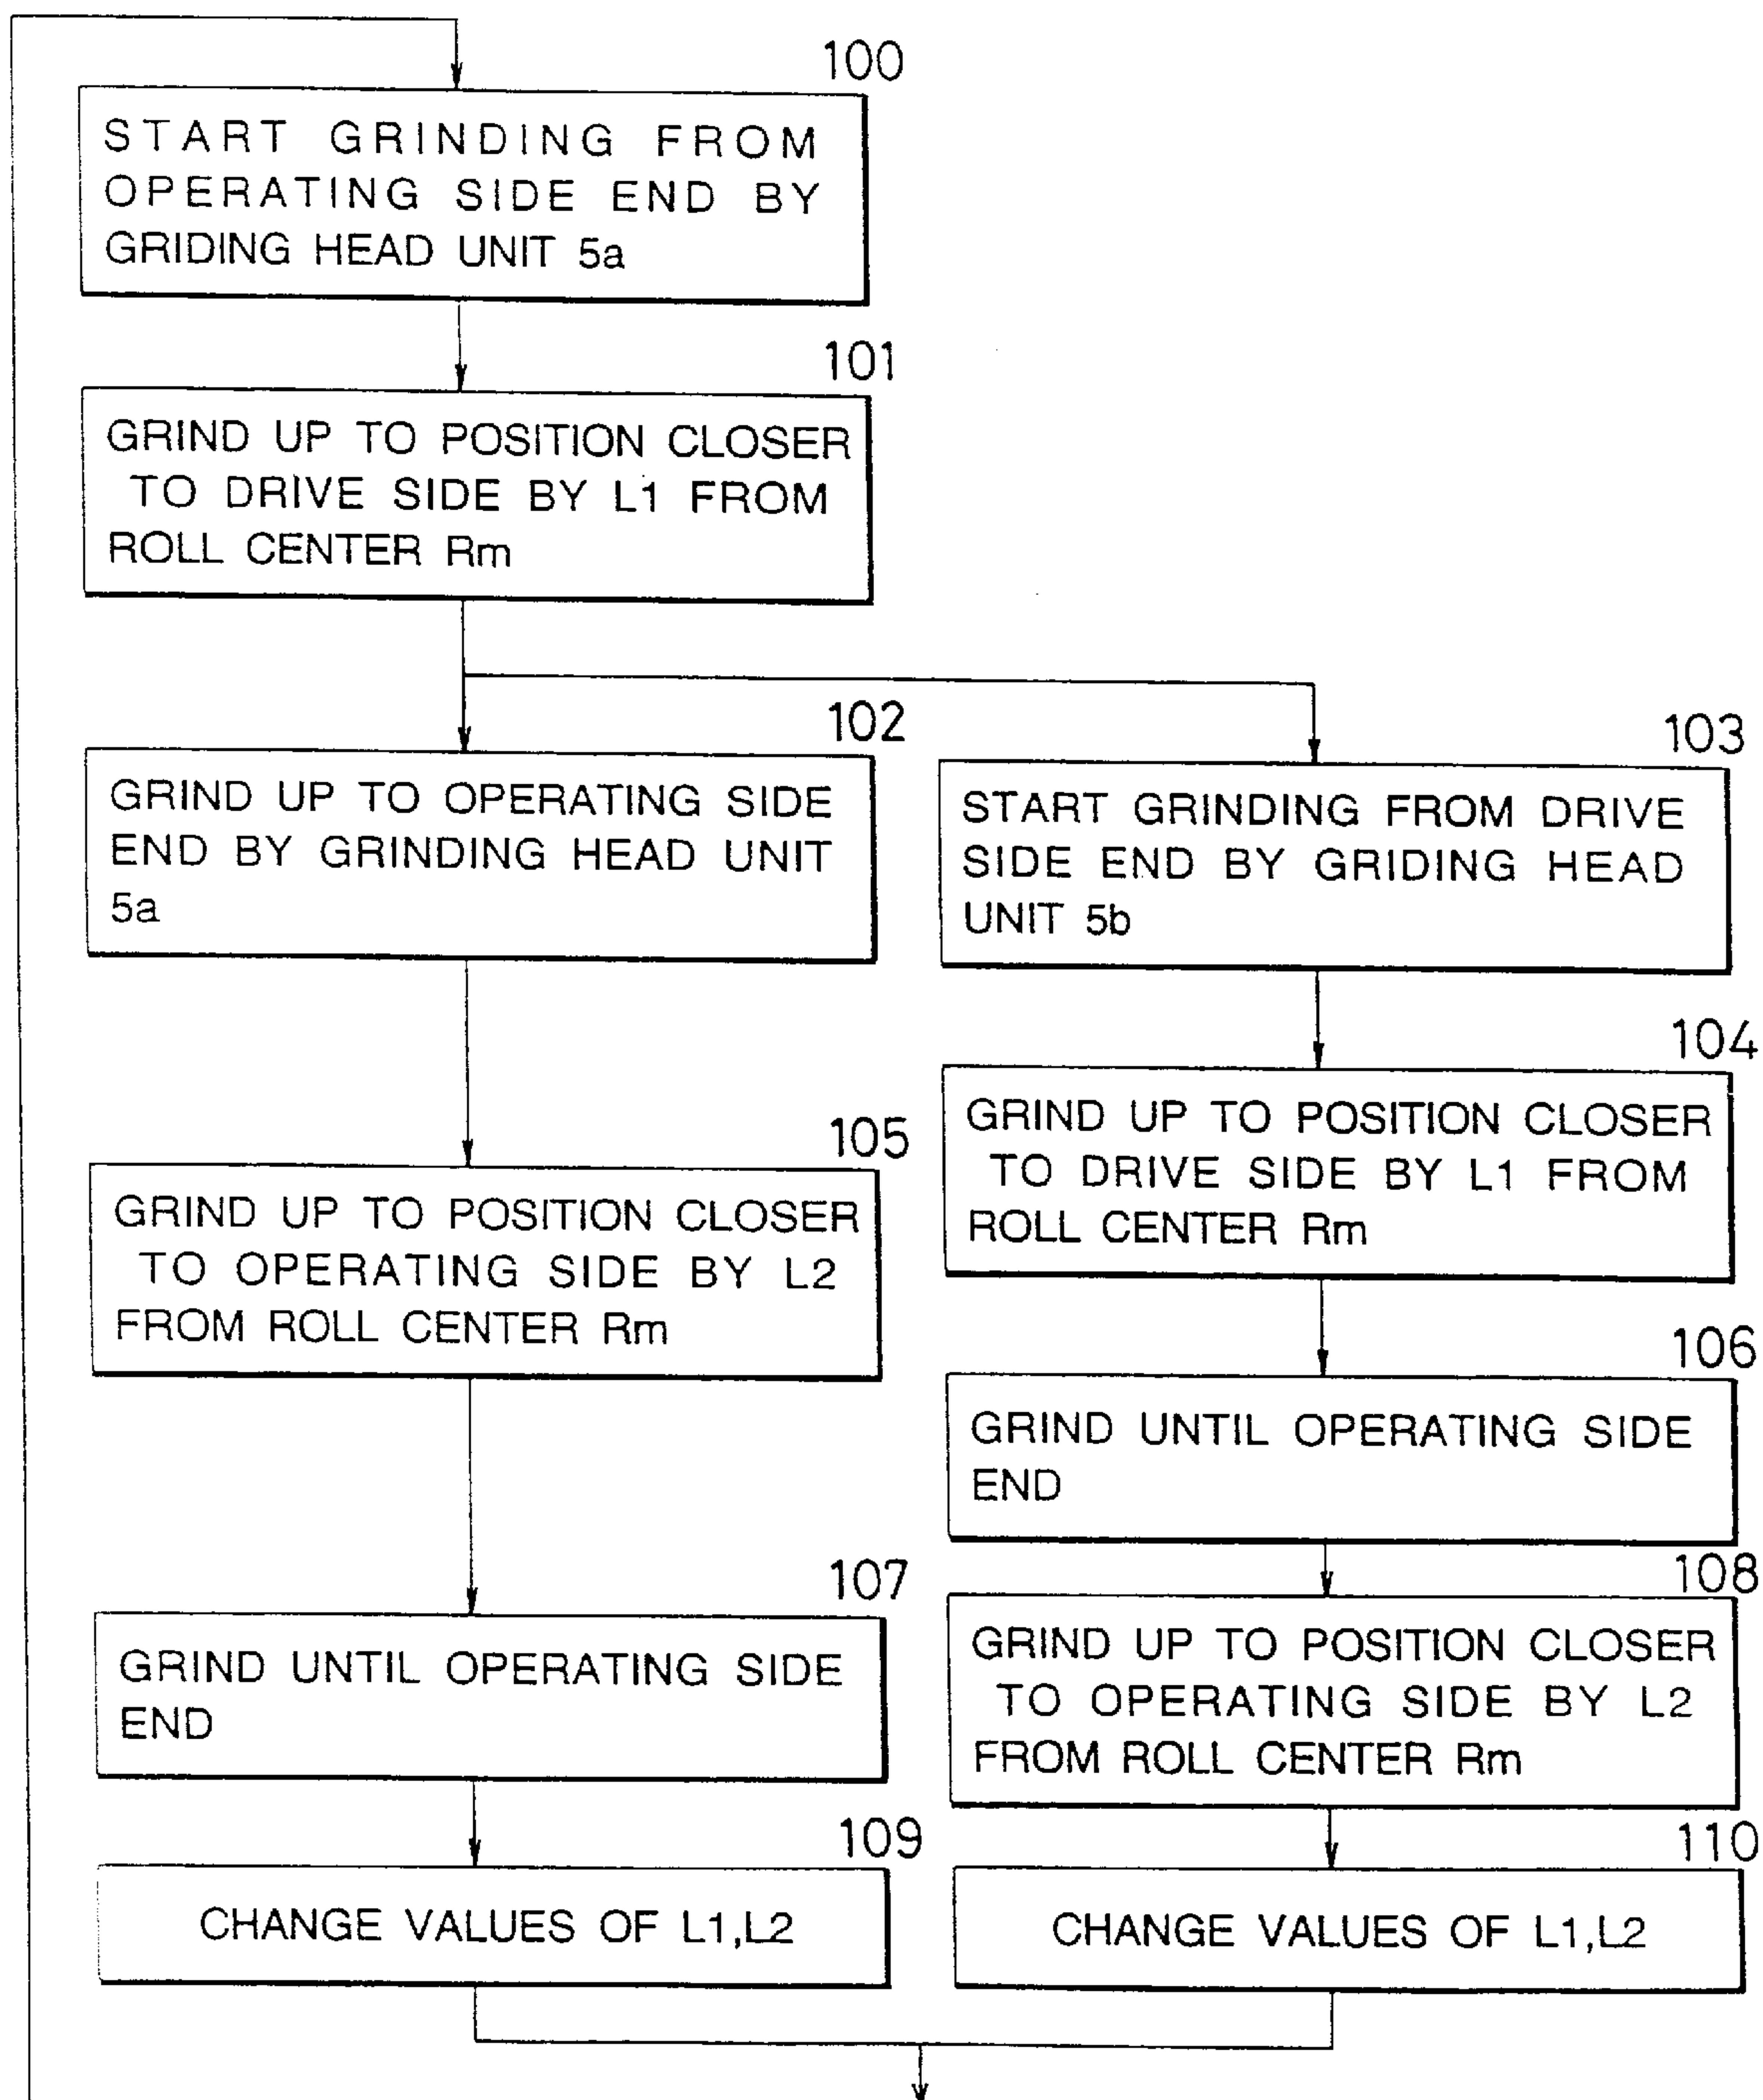 100
START GRINDING FROM
OPERATING SIDE END BY
GRIDING HEAD UNIT 5a
101
GRIND UP TO POSITION CLOSER
TO DRIVE SIDE BY L1 FROM
ROLL CENTER Rm
102
GRIND UP TO OPERATING SIDE
END BY GRINDING HEAD UNIT
5a
103
START GRINDING FROM DRIVE
SIDE END BY GRIDING HEAD
UNIT 5b
104
GRIND UP TO POSITION CLOSER
TO DRIVE SIDE BY L1 FROM
ROLL CENTER Rm
105
GRIND UP TO POSITION CLOSER
TO OPERATING SIDE BY L2
FROM ROLL CENTER Rm
106
GRIND UNTIL OPERATING SIDE
END
107
GRIND UNTIL OPERATING SIDE
END
108
GRIND UP TO POSITION CLOSER
TO OPERATING SIDE BY L2
FROM ROLL CENTER Rm
109
CHANGE VALUES OF L1,L2
110
CHANGE VALUES OF L1,L2